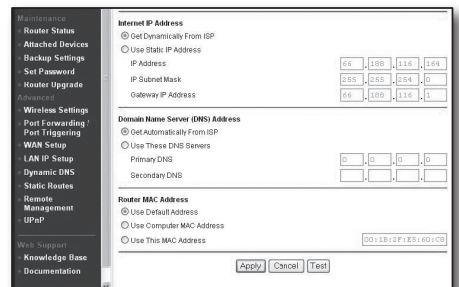 Maintenance
Router Status
Attached Devices
Backup Settings
Set Password
Router Upgrade
Advanced
Wireless Settings
Port Forwarding /
Port Triggering
WAN Setup
LAN IP Setup
Dynamic DNS
Static Routes
Remote
Management
UPnP
Web Support
Knowledge Base
Documentation
Internet IP Address
Get Dynamically From ISP
Use Static IP Address
IP Address 66 . 188 . 116 . 164
IP Subnet Mask 255 . 255 . 254 . 0
Gateway IP Address 66 . 188 . 116 . 1
Domain Name Server (DNS) Address
Get Automatically From ISP
Use These DNS Servers
Primary DNS 0 . 0 . 0 . 0
Secondary DNS . . .
Router MAC Address
Use Default Address
Use Computer MAC Address
Use This MAC Address 00:1B:2F:E8:60:C8
Apply Cancel Test